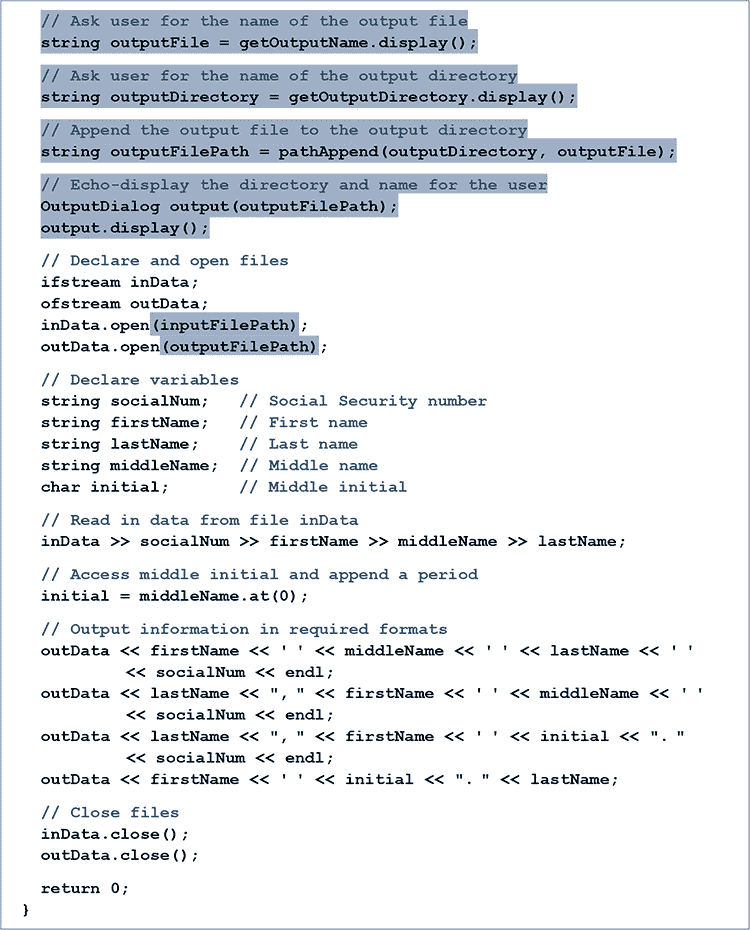 // Ask user for the name of the output file
string outputFile = getOutputName.display();
// Ask user for the name of the output directory
string outputDirectory = getOutputDirectory.display();
// Append the output file to the output directory
string outputFilePath = pathAppend(outputDirectory, outputFile);
// Echo-display the directory and name for the user
OutputDialog output(outputFilePath);
output.display();
// Declare and open files
ifstream inData;
ofstream outData;
inData.open(inputFilePath);
outData.open(outputFilePath);
// Declare variables
string socialNum;   // Social Security number
string firstName;   // First name
string lastName;    // Last name
string middleName;  // Middle name
char initial;       // Middle initial
// Read in data from file inData
inData >> socialNum >> firstName >> middleName >> lastName;
// Access middle initial and append a period
initial = middleName.at(0);
// Output information in required formats
outData << firstName << ' ' << middleName << ' ' << lastName << ' '
<< socialNum << endl;
outData << lastName << ", " << firstName << ' ' << middleName << ' '
<< socialNum << endl;
outData << lastName << ", " << firstName << ' ' << initial << ". "
<< socialNum << endl;
outData << firstName << ' ' << initial << ". " << lastName;
// Close files
inData.close();
outData.close();
return 0;
}